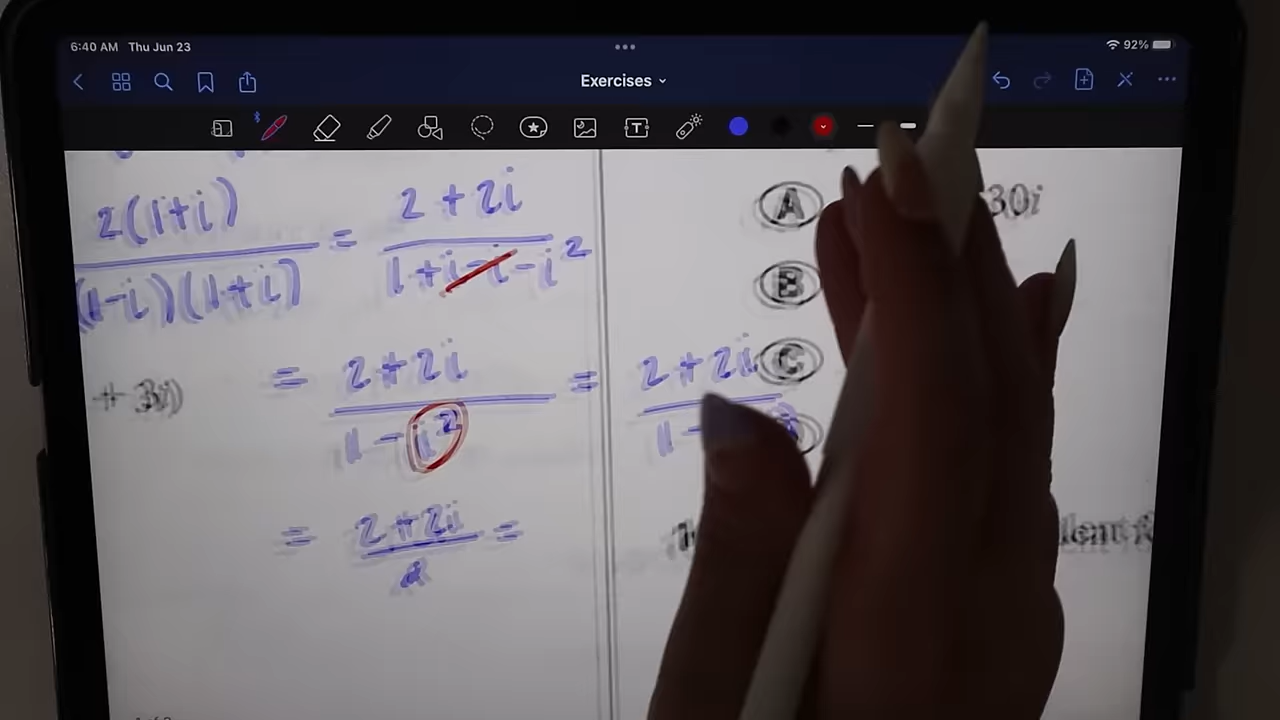 6:40 AM Thu Jun 23
92%
Exercises
T
2(1+i) = 2+2i
(1-i)(1+i) 1+i-i-i²
= 2+2i = 2+2i
1-i² 1-
= 2+2i =
2
+ 3i)
A 30i
B
C